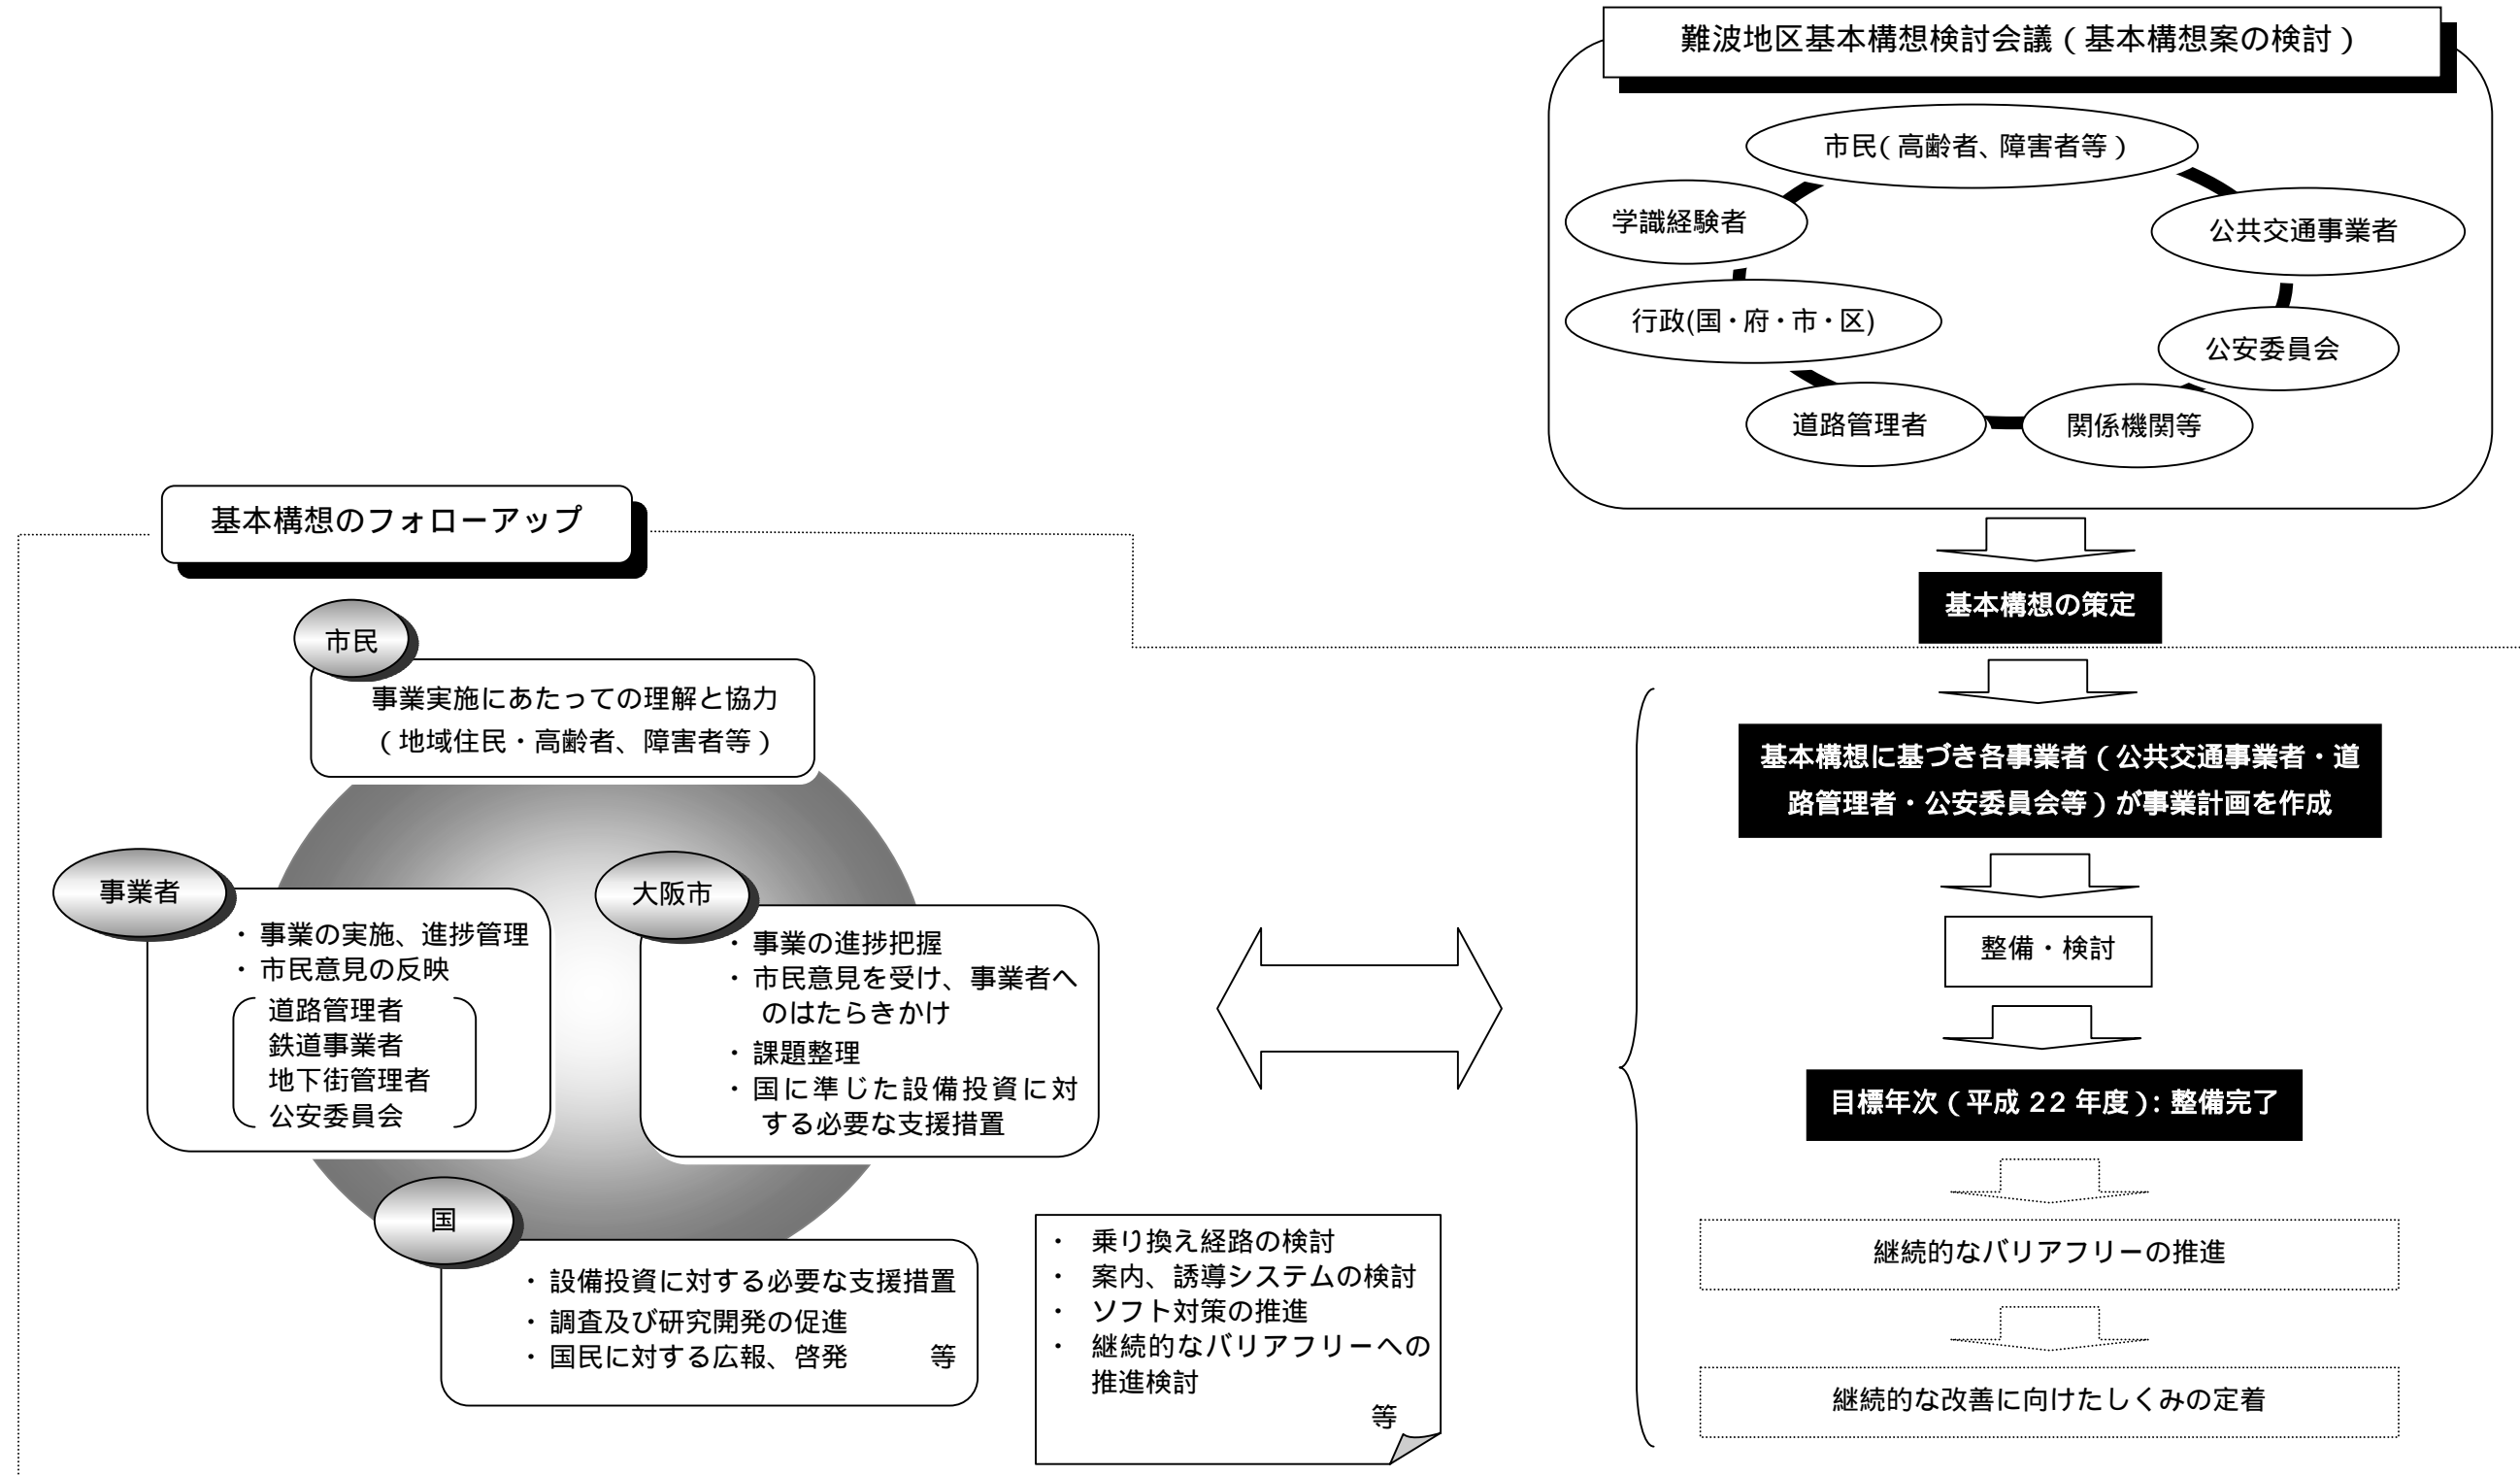 難波地区基本構想検討会議（基本構想案の検討）
市民（高齢者、障害者等）
学識経験者
公共交通事業者
行政(国・府・市・区)
公安委員会
道路管理者
関係機関等
基本構想の策定
基本構想に基づき各事業者（公共交通事業者・道
路管理者・公安委員会等）が事業計画を作成
整備・検討
目標年次（平成 22 年度）：整備完了
継続的なバリアフリーの推進
継続的な改善に向けたしくみの定着
基本構想のフォローアップ
市民
事業実施にあたっての理解と協力
（地域住民・高齢者、障害者等）
事業者
・事業の実施、進捗管理
・市民意見の反映
道路管理者
鉄道事業者
地下街管理者
公安委員会
大阪市
・事業の進捗把握
・市民意見を受け、事業者へ
のはたらきかけ
・課題整理
・国に準じた設備投資に対
する必要な支援措置
国
・設備投資に対する必要な支援措置
・調査及び研究開発の促進
・国民に対する広報、啓発　　　等
・　乗り換え経路の検討
・　案内、誘導システムの検討
・　ソフト対策の推進
・　継続的なバリアフリーへの
推進検討
等